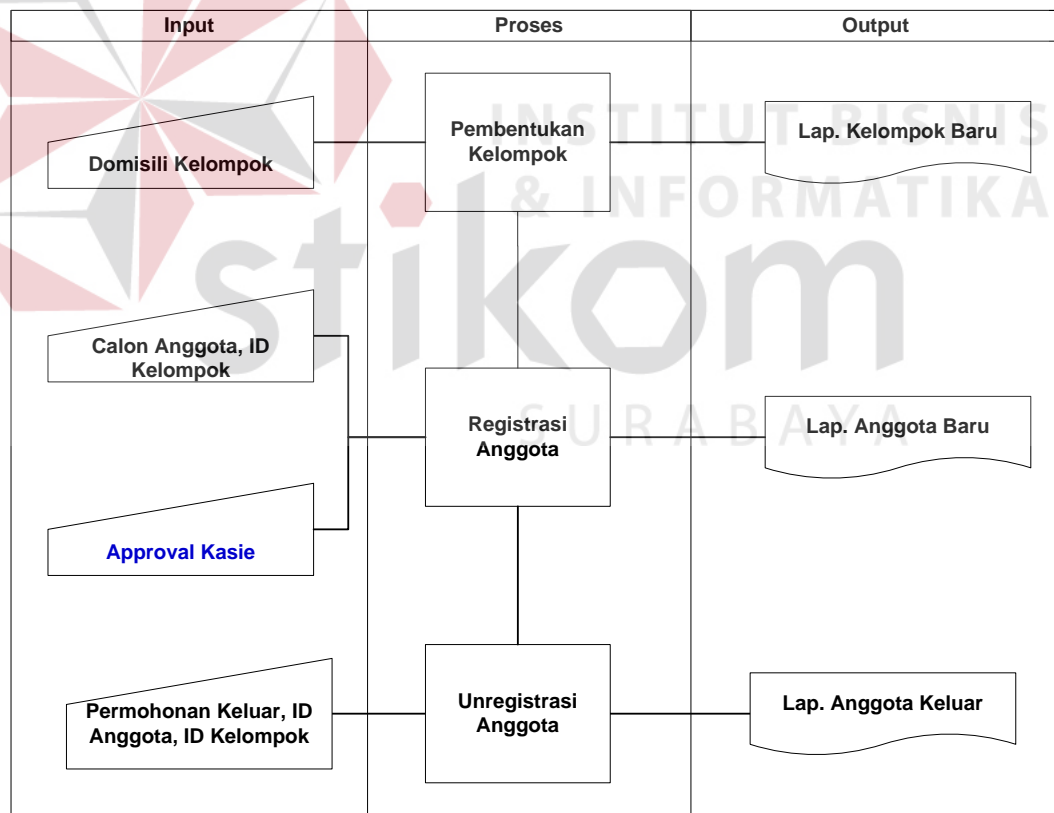 Input
Proses
Output
INSTITUT BISNIS
& INFORMATIKA
stikom
SURABAYA
Domisili Kelompok
Pembentukan
Kelompok
Lap. Kelompok Baru
Calon Anggota, ID
Kelompok
Registrasi
Anggota
Lap. Anggota Baru
Approval Kasie
Permohonan Keluar, ID
Anggota, ID Kelompok
Unregistrasi
Anggota
Lap. Anggota Keluar